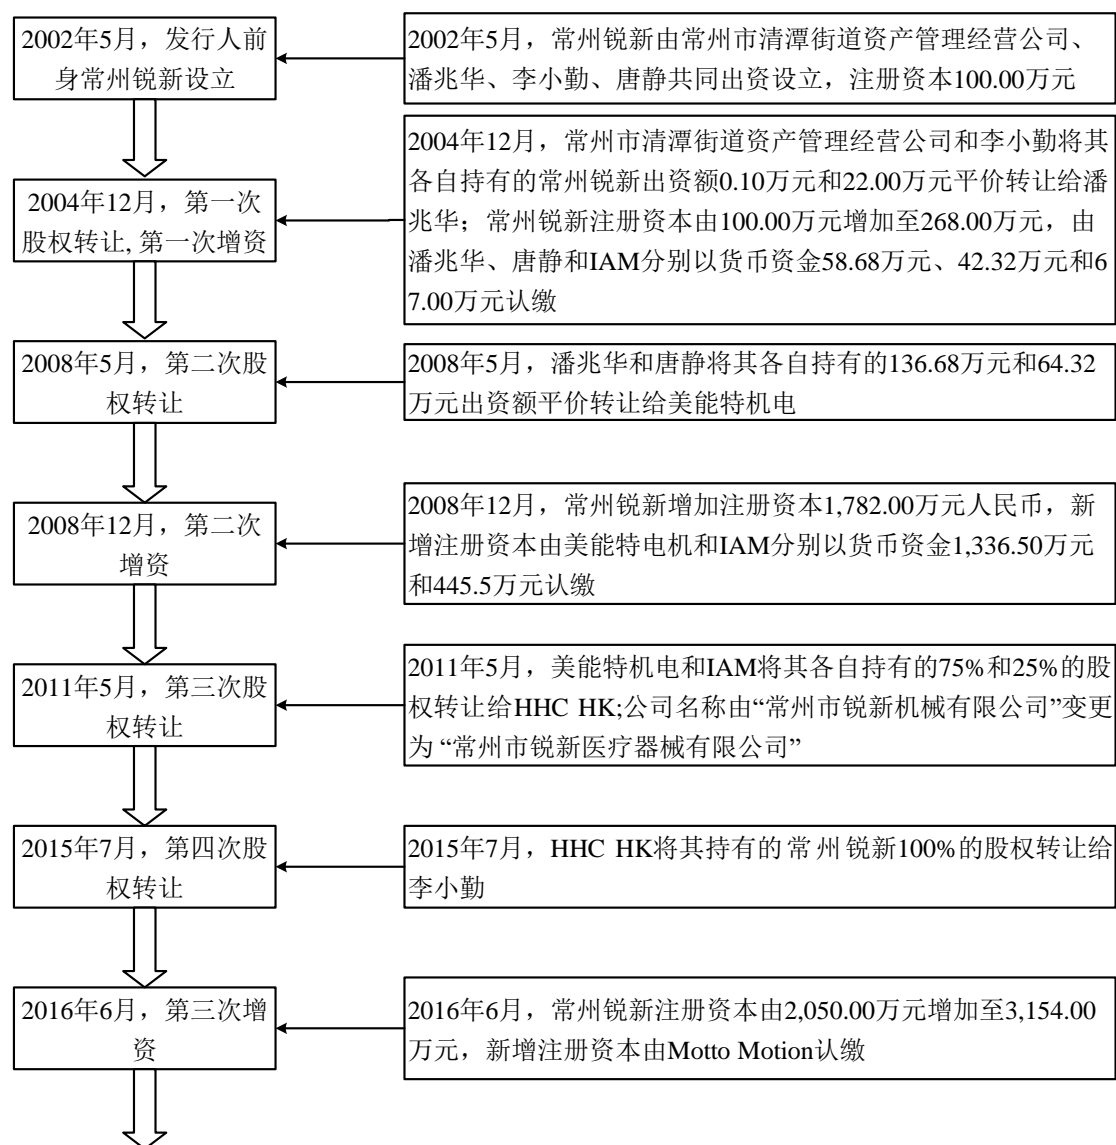 2002年5月，发行人前
身常州锐新设立
2002年5月，常州锐新由常州市清潭街道资产管理经营公司、
潘兆华、李小勤、唐静共同出资设立，注册资本100.00万元
2004年12月，第一次
股权转让, 第一次增资
2004年12月，常州市清潭街道资产管理经营公司和李小勤将其
各自持有的常州锐新出资额0.10万元和22.00万元平价转让给潘
兆华；常州锐新注册资本由100.00万元增加至268.00万元，由
潘兆华、唐静和IAM分别以货币资金58.68万元、42.32万元和6
7.00万元认缴
2008年5月，第二次股
权转让
2008年5月，潘兆华和唐静将其各自持有的136.68万元和64.32
万元出资额平价转让给美能特机电
2008年12月，第二次
增资
2008年12月，常州锐新增加注册资本1,782.00万元人民币，新
增注册资本由美能特电机和IAM分别以货币资金1,336.50万元
和445.5万元认缴
2011年5月，第三次股
权转让
2011年5月，美能特机电和IAM将其各自持有的75%和25%的股
权转让给HHC HK;公司名称由“常州市锐新机械有限公司”变更
为 “常州市锐新医疗器械有限公司”
2015年7月，第四次股
权转让
2015年7月，HHC HK将其持有的常州锐新100%的股权转让给
李小勤
2016年6月，第三次增
资
2016年6月，常州锐新注册资本由2,050.00万元增加至3,154.00
万元，新增注册资本由Motto Motion认缴